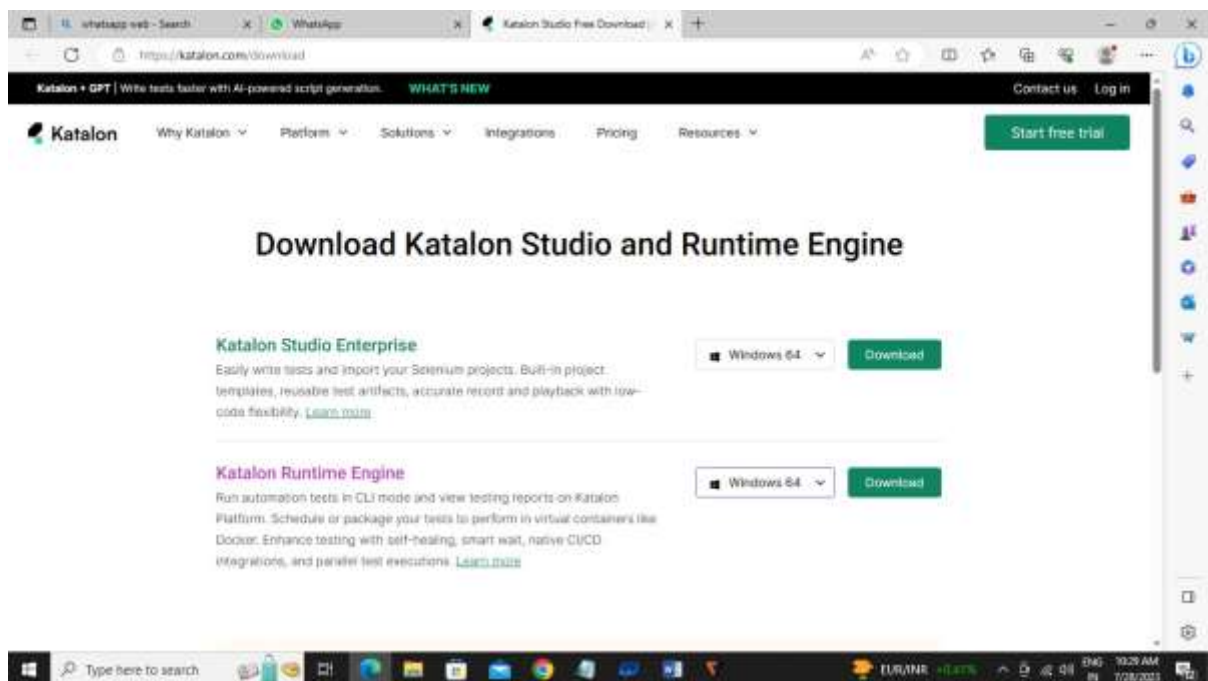 whatsapp web - Search
WhatsApp
Katalon Studio Free Download |
https://katalon.com/download
Katalon + GPT | Write tests faster with AI-powered script generation. WHAT'S NEW
Contact us Log in
Katalon
Why Katalon
Platform
Solutions
Integrations
Pricing
Resources
Start free trial
Download Katalon Studio and Runtime Engine
Katalon Studio Enterprise
Easily write tests and import your Selenium projects. Built-in project
templates, reusable test artifacts, accurate record and playback with low-
code flexibility. Learn more
Windows 64
Download
Katalon Runtime Engine
Run automation tests in CLI mode and view testing reports on Katalon
Platform. Schedule or package your tests to perform in virtual containers like
Docker. Enhance testing with self-healing, smart wait, native CI/CD
integrations, and parallel test executions. Learn more
Windows 64
Download
Type here to search
EUR/INR
ENG
IN
10:29 AM
7/28/2023